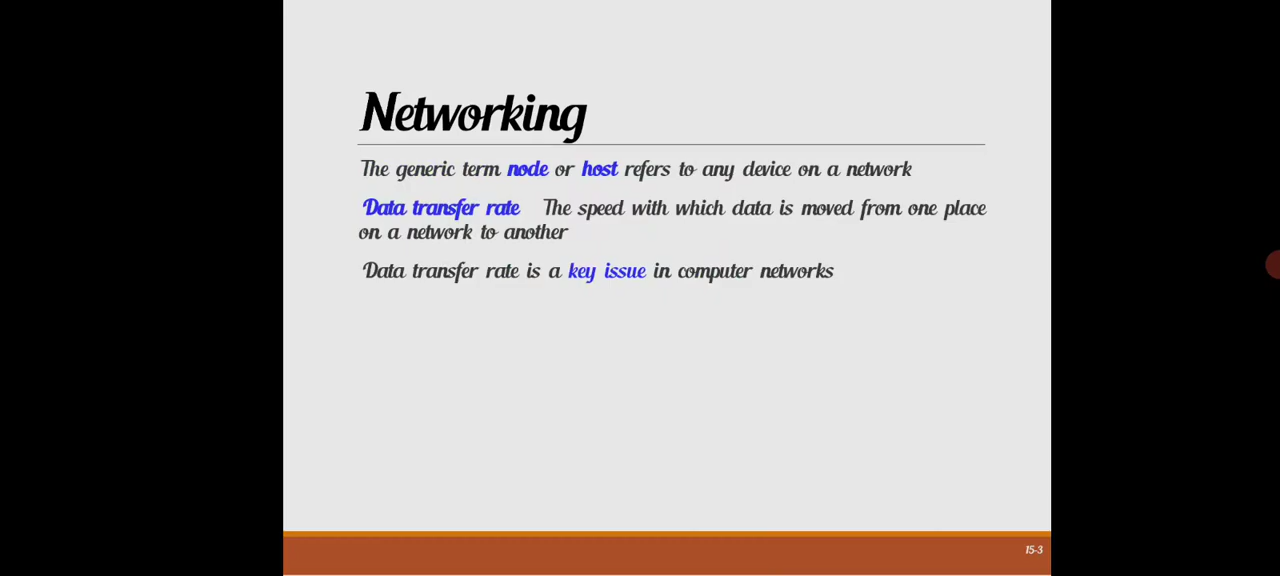 Networking
The generic term node or host refers to any device on a network
Data transfer rate The speed with which data is moved from one place
on a network to another
Data transfer rate is a key issue in computer networks
15-3